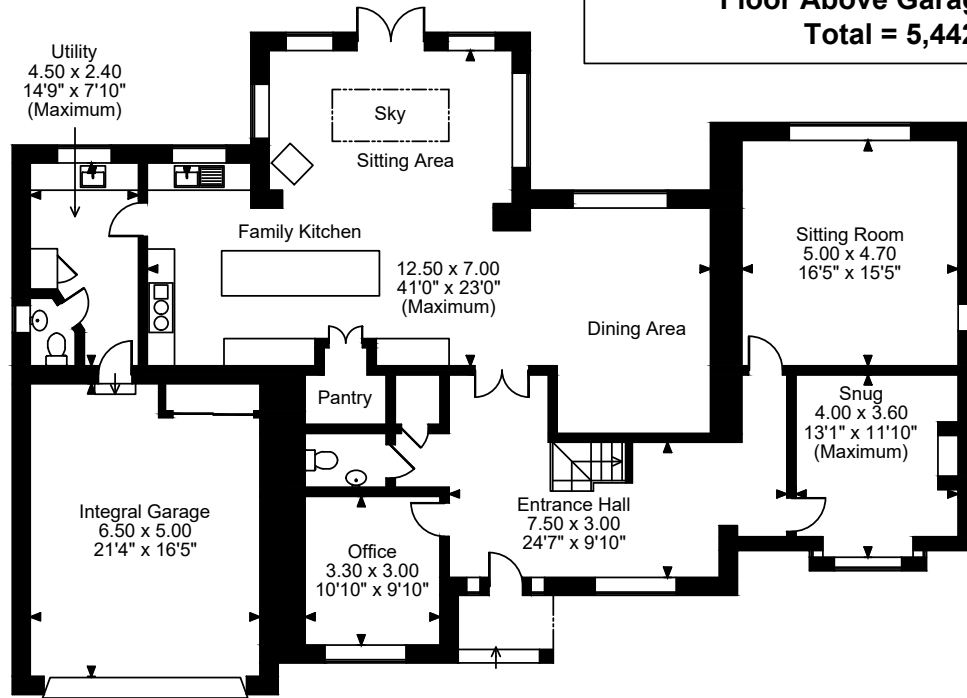 Floor Above Garag
Total = 5,442
Utility
4.50 x 2.40
14'9" x 7'10"
(Maximum)
Sky
Sitting Area
Family Kitchen
12.50 x 7.00
41'0" x 23'0"
(Maximum)
Dining Area
Sitting Room
5.00 x 4.70
16'5" x 15'5"
Pantry
Snug
4.00 x 3.60
13'1" x 11'10"
(Maximum)
Integral Garage
6.50 x 5.00
21'4" x 16'5"
Entrance Hall
7.50 x 3.00
24'7" x 9'10"
Office
3.30 x 3.00
10'10" x 9'10"